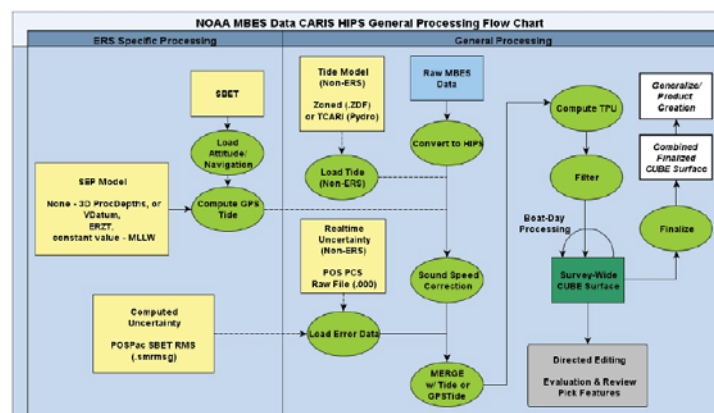 NOAA MBES Data CARIS HIPS General Processing Flow Chart
ERS Specific Processing
General Processing
SBET
Load
Attitude/
Navigation
SEP Model
None - 3D ProcDepths, or
VDatum,
ERZT,
constant value - MLLW
Compute GPS
Tide
Computed
Uncertainty
POSPac SBET RMS
(.smrmsg)
Tide Model
(Non-ERS)
Zoned (.ZDF)
or TCARI (Pydro)
Load Tide
(Non-ERS)
Realtime
Uncertainty
(Non-ERS)
POS PCS
Raw File (.000)
Load Error Data
Raw MBES
Data
Convert to HIPS
Sound Speed
Correction
MERGE
w/ Tide or
GPSTide
Compute TPU
Filter
Boat-Day
Processing
Survey-Wide
CUBE Surface
Directed Editing
Evaluation & Review
Pick Features
Generalize/
Product
Creation
Combined
Finalized
CUBE Surface
Finalize